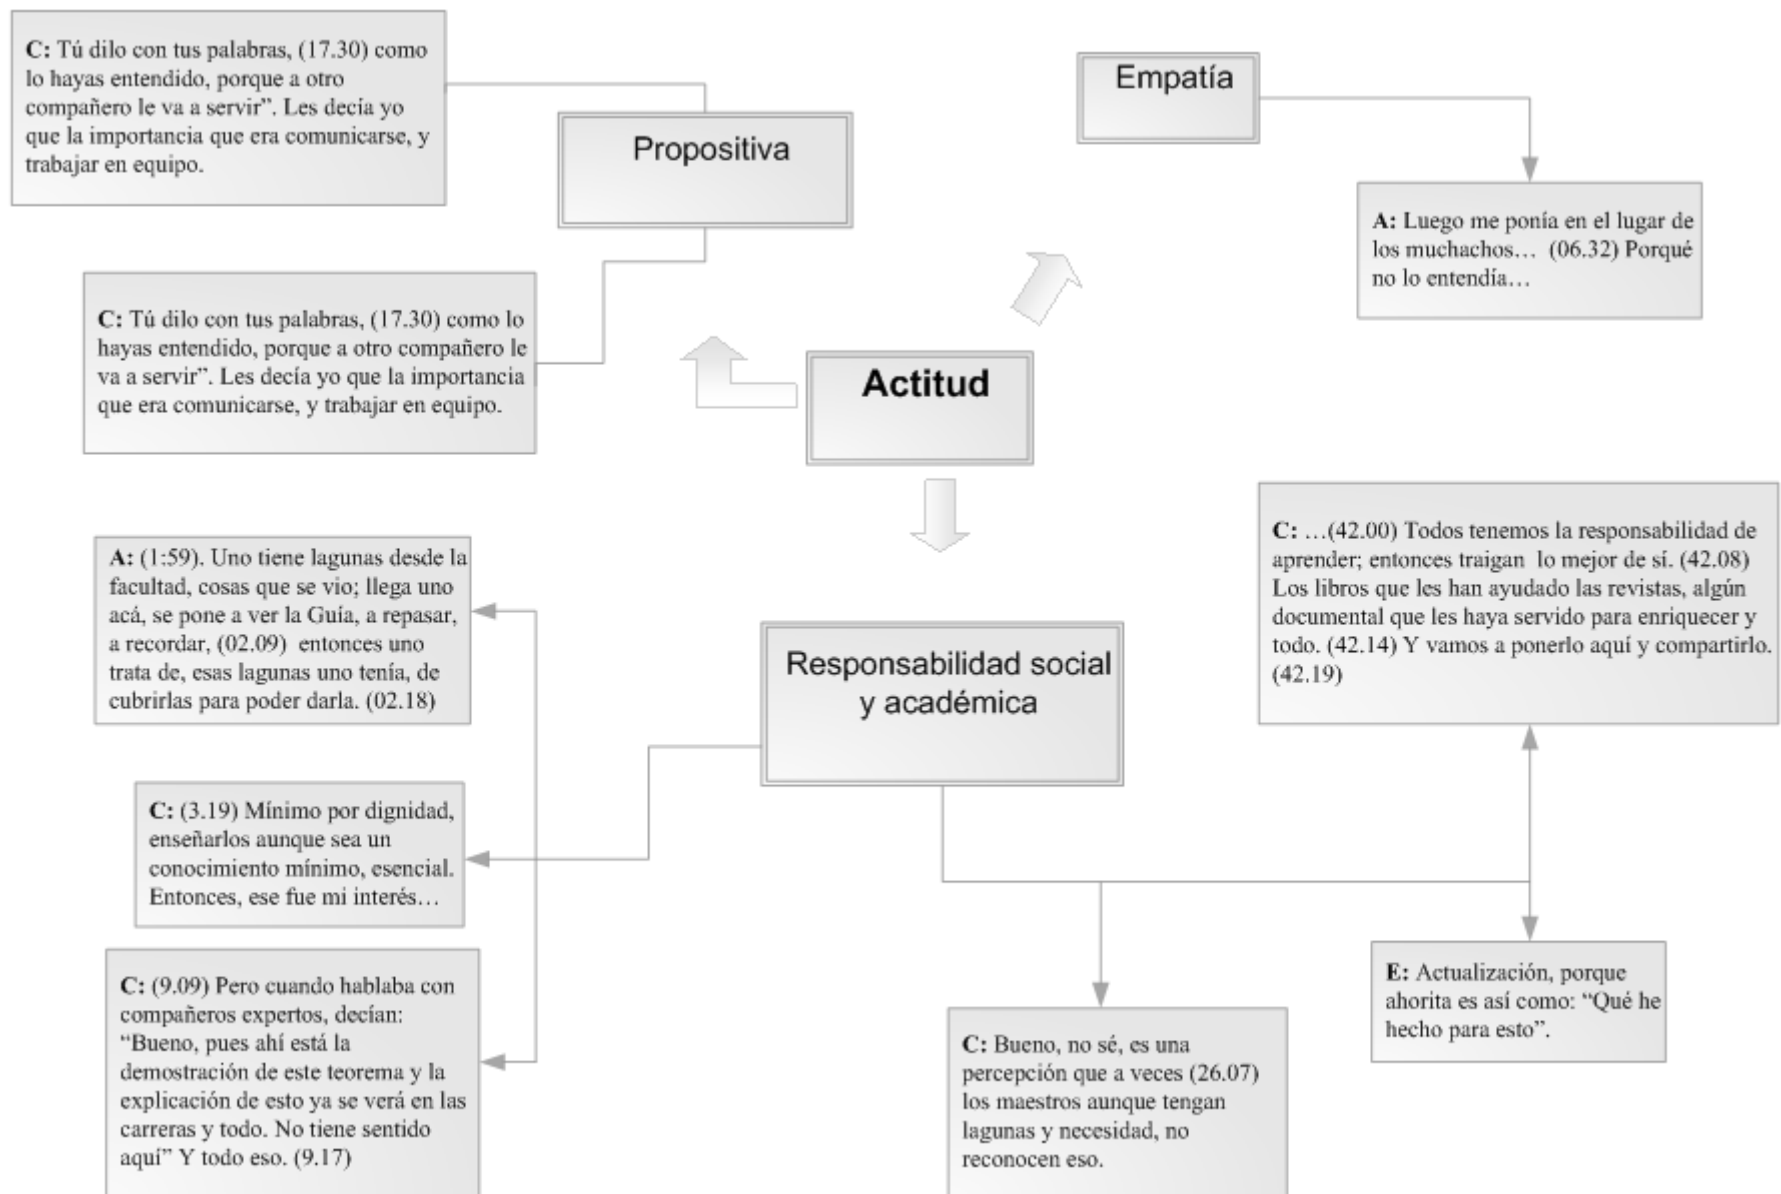 C: Tú dilo con tus palabras, (17.30) como
lo hayas entendido, porque a otro
compañero le va a servir”. Les decía yo
que la importancia que era comunicarse, y
trabajar en equipo.
Propositiva
Empatía
A: Luego me ponía en el lugar de
los muchachos… (06.32) Porqué
no lo entendía…
C: Tú dilo con tus palabras, (17.30) como lo
hayas entendido, porque a otro compañero le
va a servir”. Les decía yo que la importancia
que era comunicarse, y trabajar en equipo.
Actitud
A: (1:59). Uno tiene lagunas desde la
facultad, cosas que se vio; llega uno
acá, se pone a ver la Guía, a repasar,
a recordar, (02.09) entonces uno
trata de, esas lagunas uno tenía, de
cubrirlas para poder darla. (02.18)
Responsabilidad social
y académica
C: …(42.00) Todos tenemos la responsabilidad de
aprender; entonces traigan lo mejor de sí. (42.08)
Los libros que les han ayudado las revistas, algún
documental que les haya servido para enriquecer y
todo. (42.14) Y vamos a ponerlo aquí y compartirlo.
(42.19)
C: (3.19) Mínimo por dignidad,
enseñarlos aunque sea un
conocimiento mínimo, esencial.
Entonces, ese fue mi interés…
C: (9.09) Pero cuando hablaba con
compañeros expertos, decían:
“Bueno, pues ahí está la
demostración de este teorema y la
explicación de esto ya se verá en las
carreras y todo. No tiene sentido
aquí” Y todo eso. (9.17)
C: Bueno, no sé, es una
percepción que a veces (26.07)
los maestros aunque tengan
lagunas y necesidad, no
reconocen eso.
E: Actualización, porque
ahorita es así como: “Qué he
hecho para esto”.